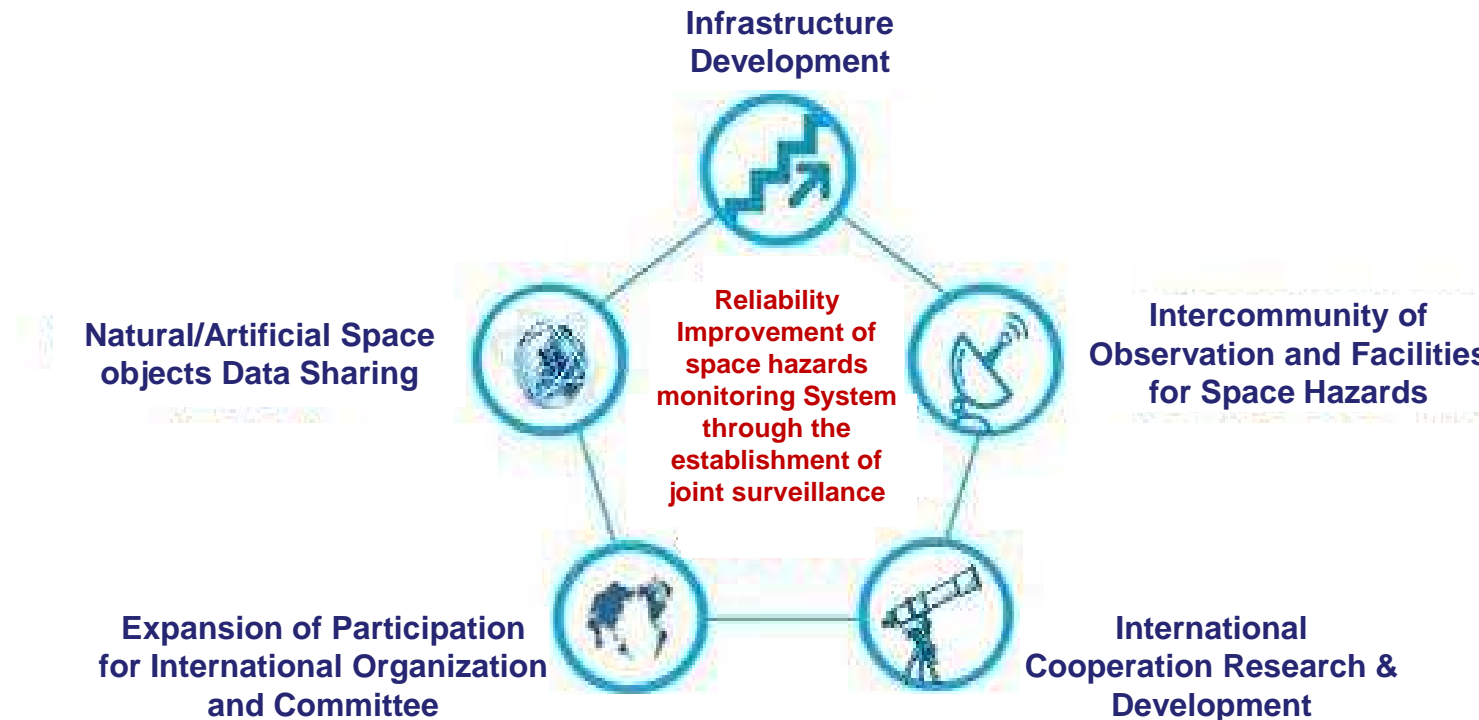 Infrastructure
Development
Natural/Artificial Space
objects Data Sharing
Reliability
Improvement of
space hazards
monitoring System
through the
establishment of
joint surveillance
Intercommunity of
Observation and Facilities
for Space Hazards
Expansion of Participation
for International Organization
and Committee
International
Cooperation Research &
Development